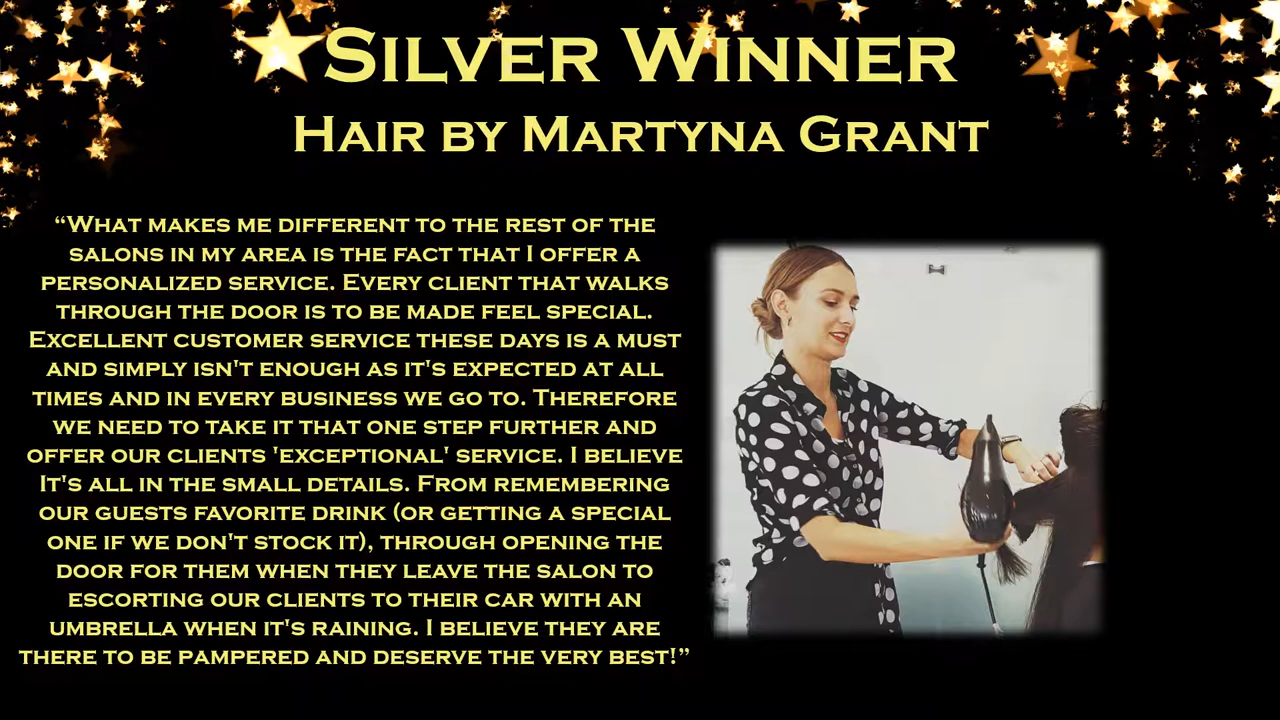 Silver Winner
Hair by Martyna Grant
“What makes me different to the rest of the
salons in my area is the fact that I offer a
personalized service. Every client that walks
through the door is to be made feel special.
Excellent customer service these days is a must
and simply isn't enough as it's expected at all
times and in every business we go to. Therefore
we need to take it that one step further and
offer our clients 'exceptional' service. I believe
It's all in the small details. From remembering
our guests favorite drink (or getting a special
one if we don't stock it), through opening the
door for them when they leave the salon to
escorting our clients to their car with an
umbrella when it's raining. I believe they are
there to be pampered and deserve the very best!”